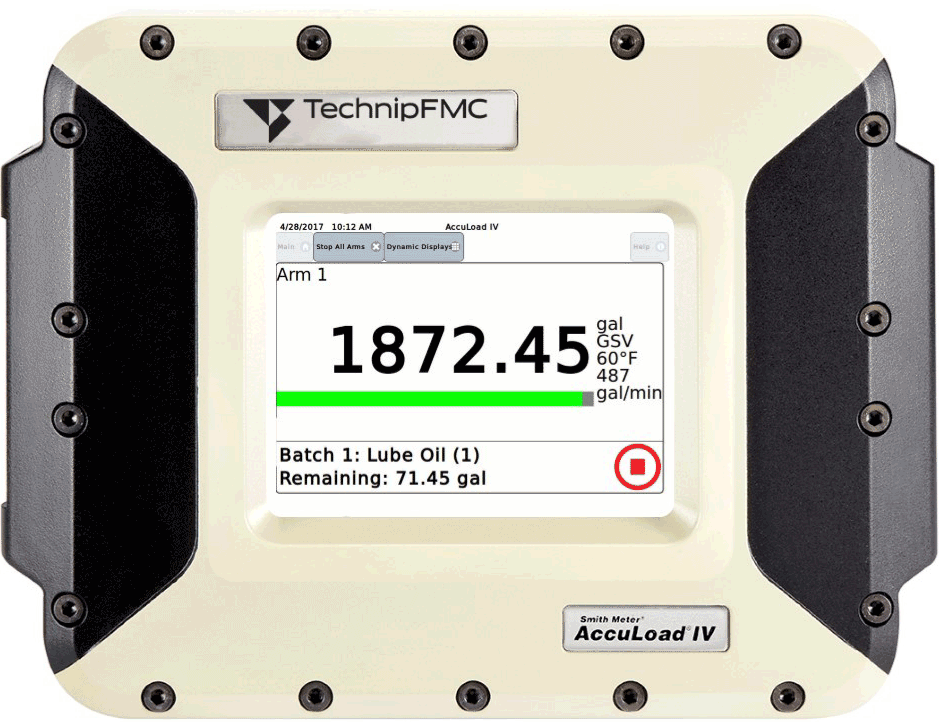 TechnipFMC
4/28/2017 10:12 AM AccuLoad IV
Main Stop All Arms Dynamic Displays Help
Arm 1
1872.45
gal
GSV
60°F
487
gal/min
Batch 1: Lube Oil (1)
Remaining: 71.45 gal
Smith Meter®
AccuLoad® IV